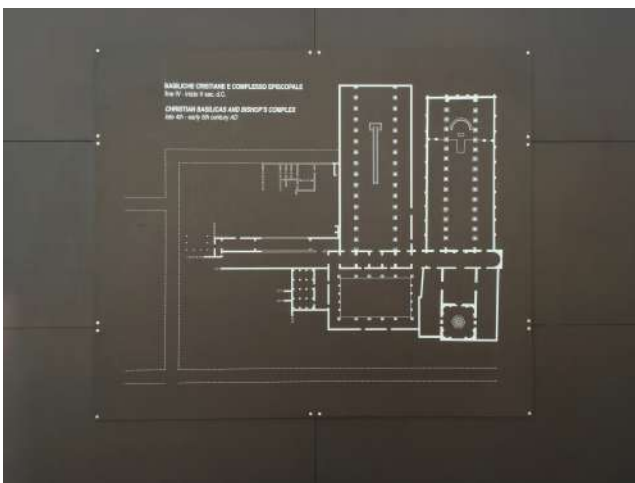 BASILICHE CRISTIANE E COMPLESSO EPISCOPALE
fine IV - inizio V sec. d.C.
CHRISTIAN BASILICAS AND BISHOP'S COMPLEX
late 4th - early 5th century AD